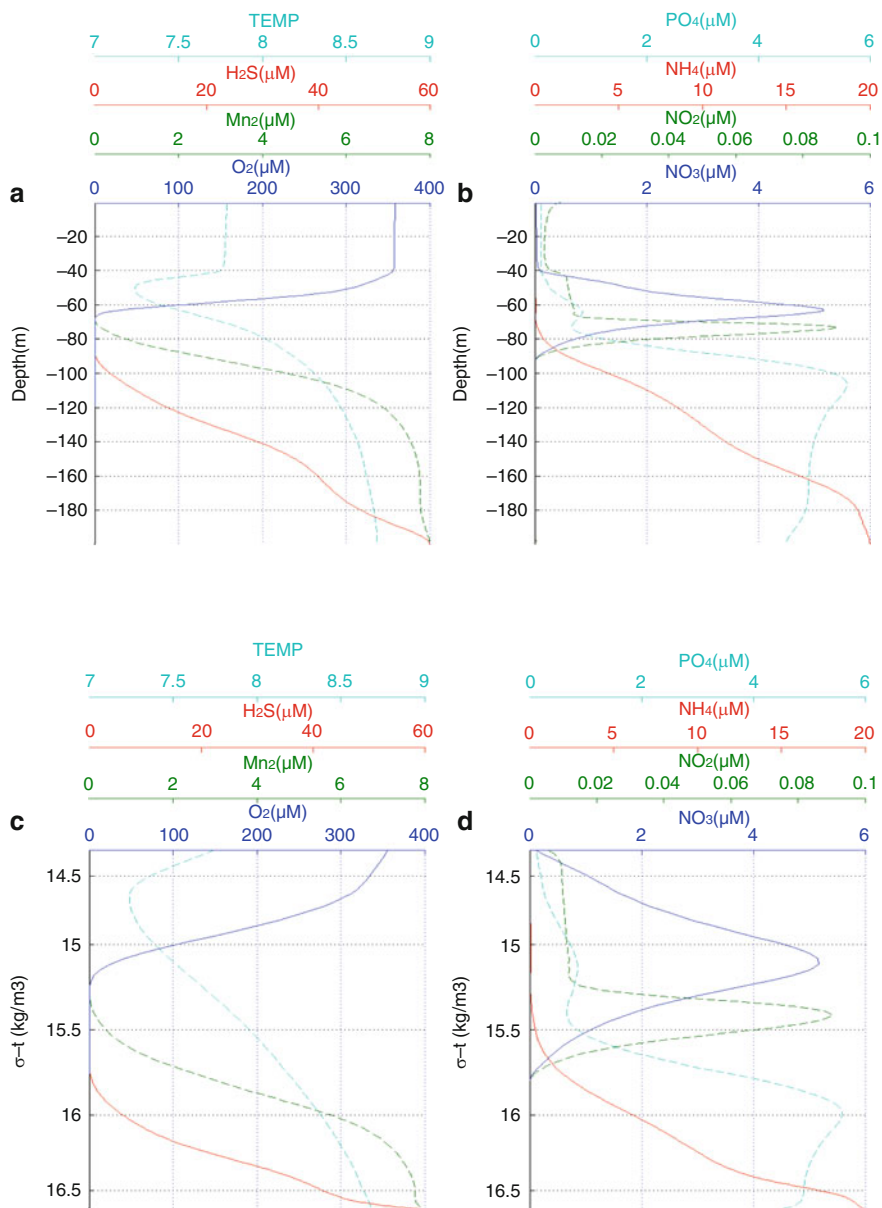 TEMP
7 7.5 8 8.5 9
H2S(μM)
0 20 40 60
Mn2(μM)
0 2 4 6 8
O2(μM)
0 100 200 300 400
a
−20
−40
−60
−80
−100
−120
−140
−160
−180
Depth(m)
PO4(μM)
0 2 4 6
NH4(μM)
0 5 10 15 20
NO2(μM)
0 0.02 0.04 0.06 0.08 0.1
NO3(μM)
0 2 4 6
b
−20
−40
−60
−80
−100
−120
−140
−160
−180
Depth(m)
TEMP
7 7.5 8 8.5 9
H2S(μM)
0 20 40 60
Mn2(μM)
0 2 4 6 8
O2(μM)
0 100 200 300 400
c
14.5
15
15.5
16
16.5
σ−t (kg/m3)
PO4(μM)
0 2 4 6
NH4(μM)
0 5 10 15 20
NO2(μM)
0 0.02 0.04 0.06 0.08 0.1
NO3(μM)
0 2 4 6
d
14.5
15
15.5
16
16.5
σ−t (kg/m3)